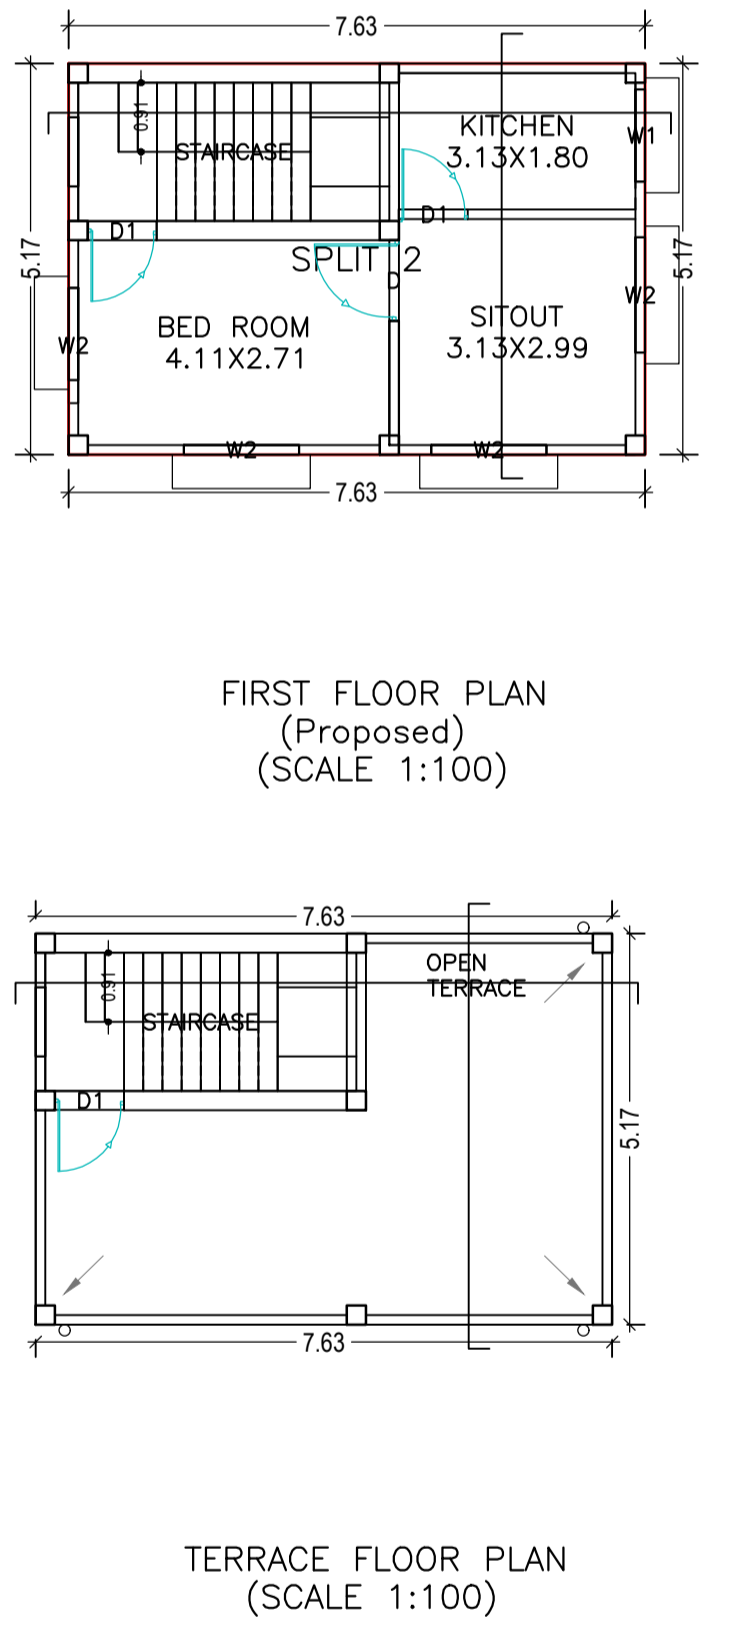 7.63
KITCHEN
3.13X1.80
W1
0.91
STAIRCASE
D1
D1
5.17
SPLIT 2
D
5.17
W2
BED ROOM
4.11X2.71
SITOUT
3.13X2.99
W2
W2
W2
7.63
FIRST FLOOR PLAN
(Proposed)
(SCALE 1:100)
7.63
OPEN
TERRACE
0.91
STAIRCASE
D1
5.17
7.63
TERRACE FLOOR PLAN
(SCALE 1:100)